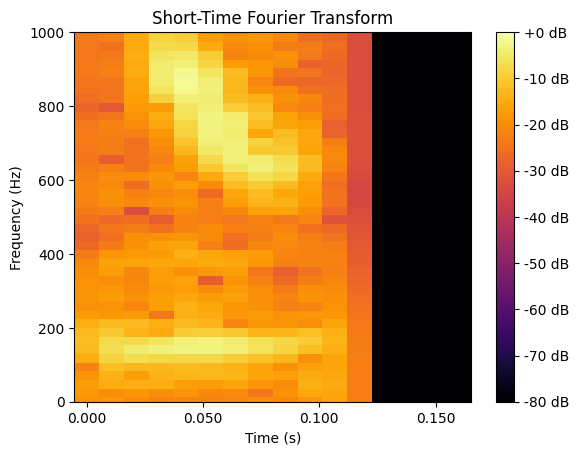 Short-Time Fourier Transform
1000
800
600
400
200
0
Frequency (Hz)
0.000
0.050
0.100
0.150
Time (s)
+0 dB
-10 dB
-20 dB
-30 dB
-40 dB
-50 dB
-60 dB
-70 dB
-80 dB